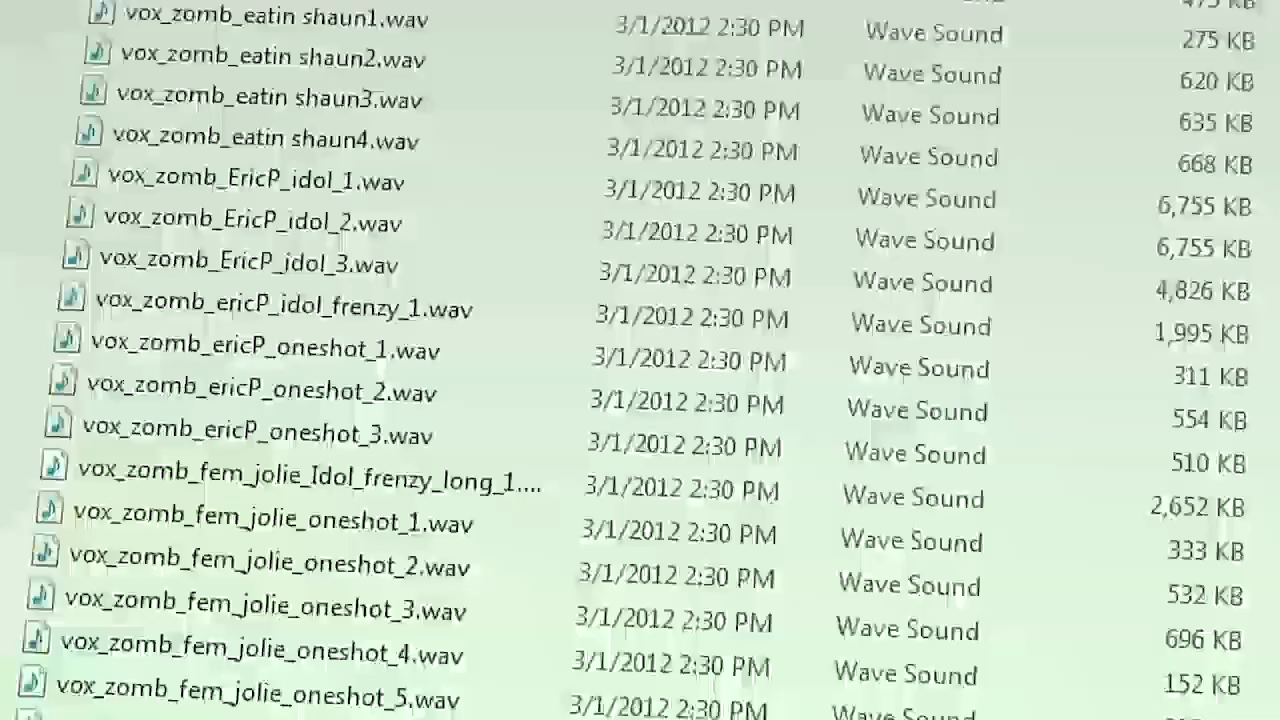 vox_zomb_eatin shaun1.wav 3/1/2012 2:30 PM Wave Sound 275 KB
vox_zomb_eatin shaun2.wav 3/1/2012 2:30 PM Wave Sound 620 KB
vox_zomb_eatin shaun3.wav 3/1/2012 2:30 PM Wave Sound 635 KB
vox_zomb_eatin shaun4.wav 3/1/2012 2:30 PM Wave Sound 668 KB
vox_zomb_EricP_idol_1.wav 3/1/2012 2:30 PM Wave Sound 6,755 KB
vox_zomb_EricP_idol_2.wav 3/1/2012 2:30 PM Wave Sound 6,755 KB
vox_zomb_EricP_idol_3.wav 3/1/2012 2:30 PM Wave Sound 4,826 KB
vox_zomb_ericP_idol_frenzy_1.wav 3/1/2012 2:30 PM Wave Sound 1,995 KB
vox_zomb_ericP_oneshot_1.wav 3/1/2012 2:30 PM Wave Sound 311 KB
vox_zomb_ericP_oneshot_2.wav 3/1/2012 2:30 PM Wave Sound 554 KB
vox_zomb_ericP_oneshot_3.wav 3/1/2012 2:30 PM Wave Sound 510 KB
vox_zomb_fem_jolie_Idol_frenzy_long_1.... 3/1/2012 2:30 PM Wave Sound 2,652 KB
vox_zomb_fem_jolie_oneshot_1.wav 3/1/2012 2:30 PM Wave Sound 333 KB
vox_zomb_fem_jolie_oneshot_2.wav 3/1/2012 2:30 PM Wave Sound 532 KB
vox_zomb_fem_jolie_oneshot_3.wav 3/1/2012 2:30 PM Wave Sound 696 KB
vox_zomb_fem_jolie_oneshot_4.wav 3/1/2012 2:30 PM Wave Sound 152 KB
vox_zomb_fem_jolie_oneshot_5.wav 3/1/2012 2:30 PM Wave Sound